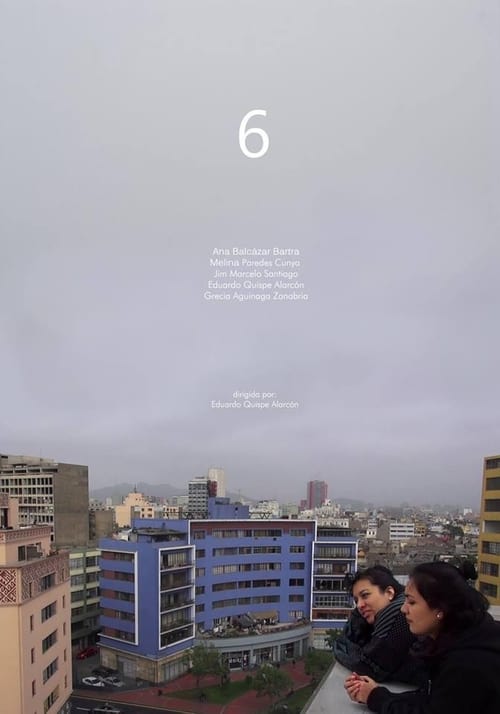 6
Ana Balcázar Bartra
Melina Paredes Cunya
Jim Marcelo Santiago
Eduardo Quispe Alarcón
Grecia Aguinaga Zanabria
dirigida por:
Eduardo Quispe Alarcón